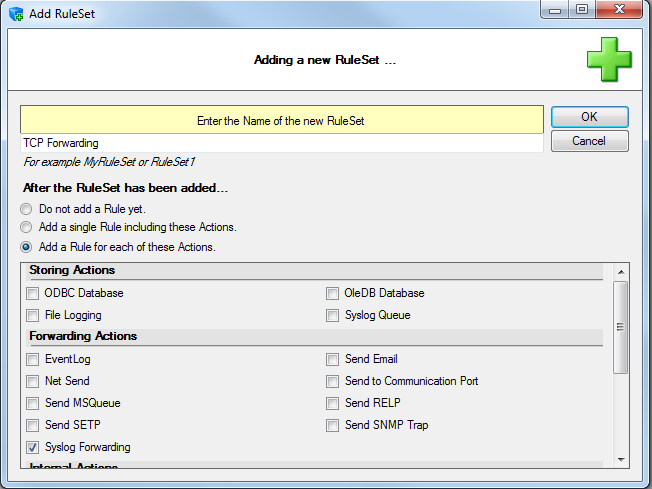 Add RuleSet
Adding a new RuleSet ...
Enter the Name of the new RuleSet
OK
TCP Forwarding
Cancel
For example MyRuleSet or RuleSet1
After the RuleSet has been added...
Do not add a Rule yet.
Add a single Rule including these Actions.
Add a Rule for each of these Actions.
Storing Actions
ODBC Database
OleDB Database
File Logging
Syslog Queue
Forwarding Actions
EventLog
Send Email
Net Send
Send to Communication Port
Send MSQueue
Send RELP
Send SETP
Send SNMP Trap
Syslog Forwarding
Internal Actions